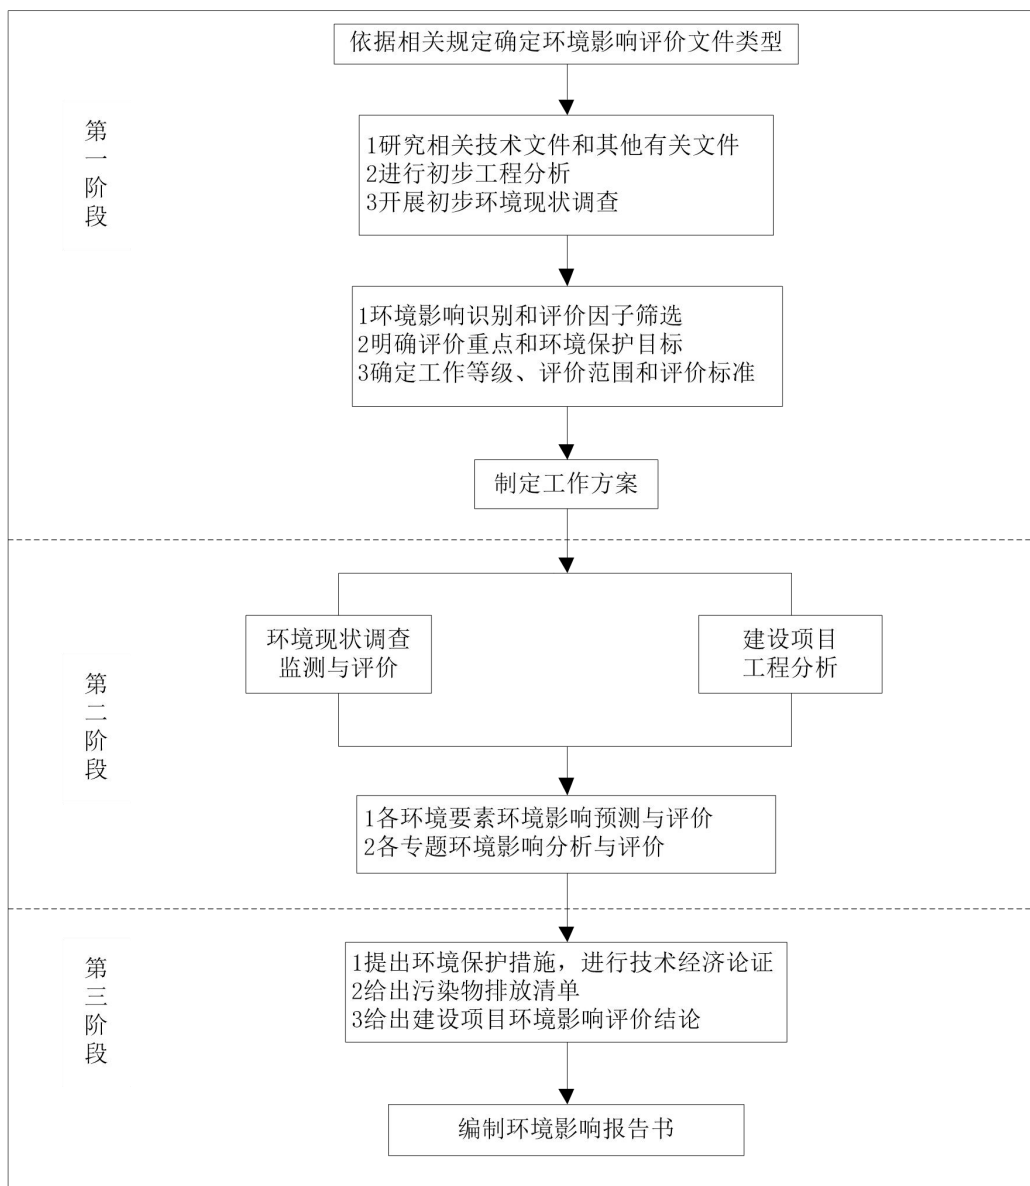 依据相关规定确定环境影响评价文件类型
第一阶段
1研究相关技术文件和其他有关文件
2进行初步工程分析
3开展初步环境现状调查
1环境影响识别和评价因子筛选
2明确评价重点和环境保护目标
3确定工作等级、评价范围和评价标准
制定工作方案
第二阶段
环境现状调查
监测与评价
建设项目
工程分析
1各环境要素环境影响预测与评价
2各专题环境影响分析与评价
第三阶段
1提出环境保护措施，进行技术经济论证
2给出污染物排放清单
3给出建设项目环境影响评价结论
编制环境影响报告书